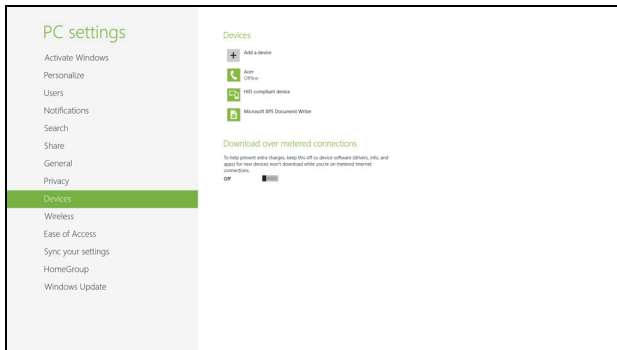 PC settings
Activate Windows
Personalize
Users
Notifications
Search
Share
General
Privacy
Devices
Wireless
Ease of Access
Sync your settings
HomeGroup
Windows Update
Devices
Add a device
Acer
Offline
HID-compliant device
Microsoft XPS Document Writer
Download over metered connections
To help prevent extra charges, keep this off so device software (drivers, info, and
apps) for new devices won't download while you're on metered Internet
connections.
Off